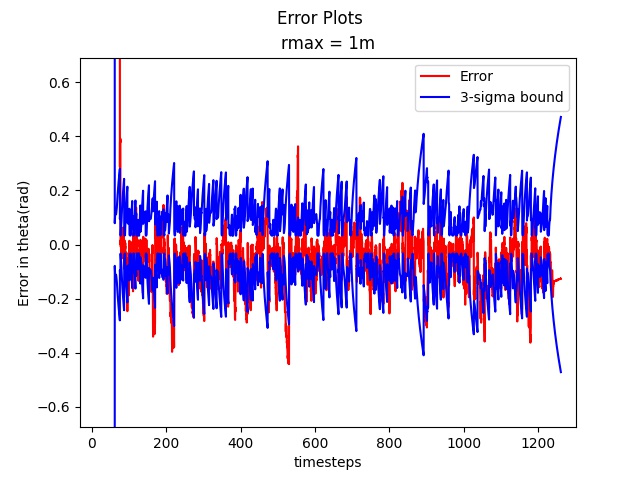 Error Plots
rmax = 1m
Error
3-sigma bound
0.6
0.4
0.2
0.0
−0.2
−0.4
−0.6
Error in theta(rad)
0 200 400 600 800 1000 1200
timesteps